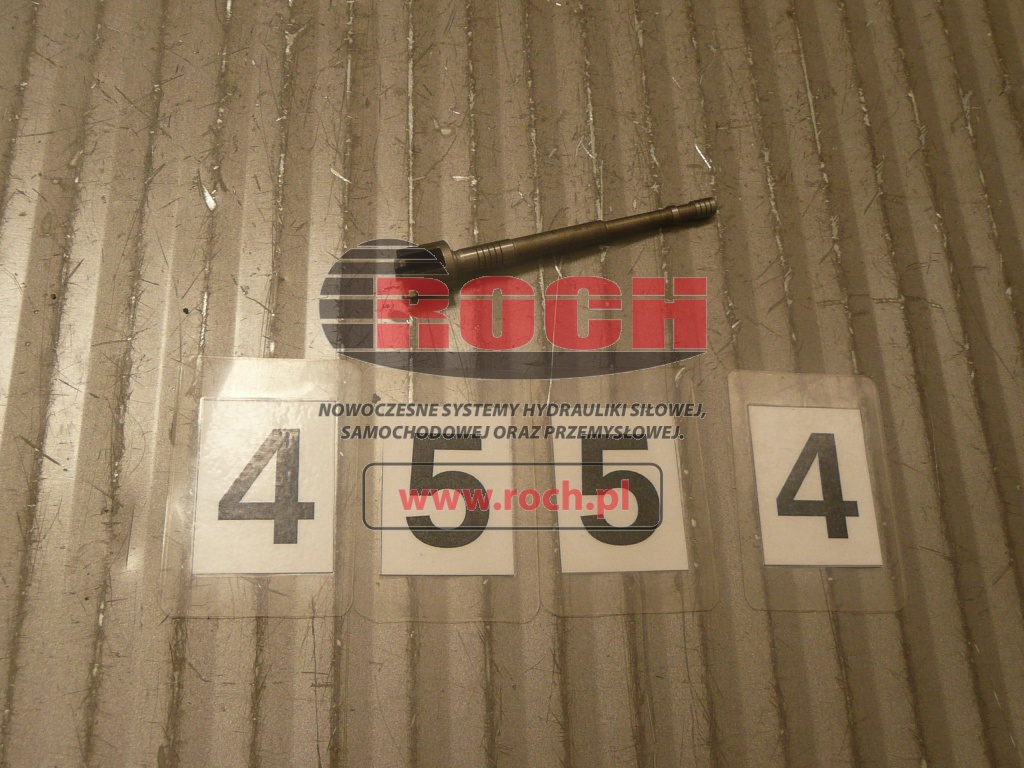 ROCH
NOWOCZESNE SYSTEMY HYDRAULIKI SIŁOWEJ,
SAMOCHODOWEJ ORAZ PRZEMYSŁOWEJ.
www.roch.pl
4 5 5 4